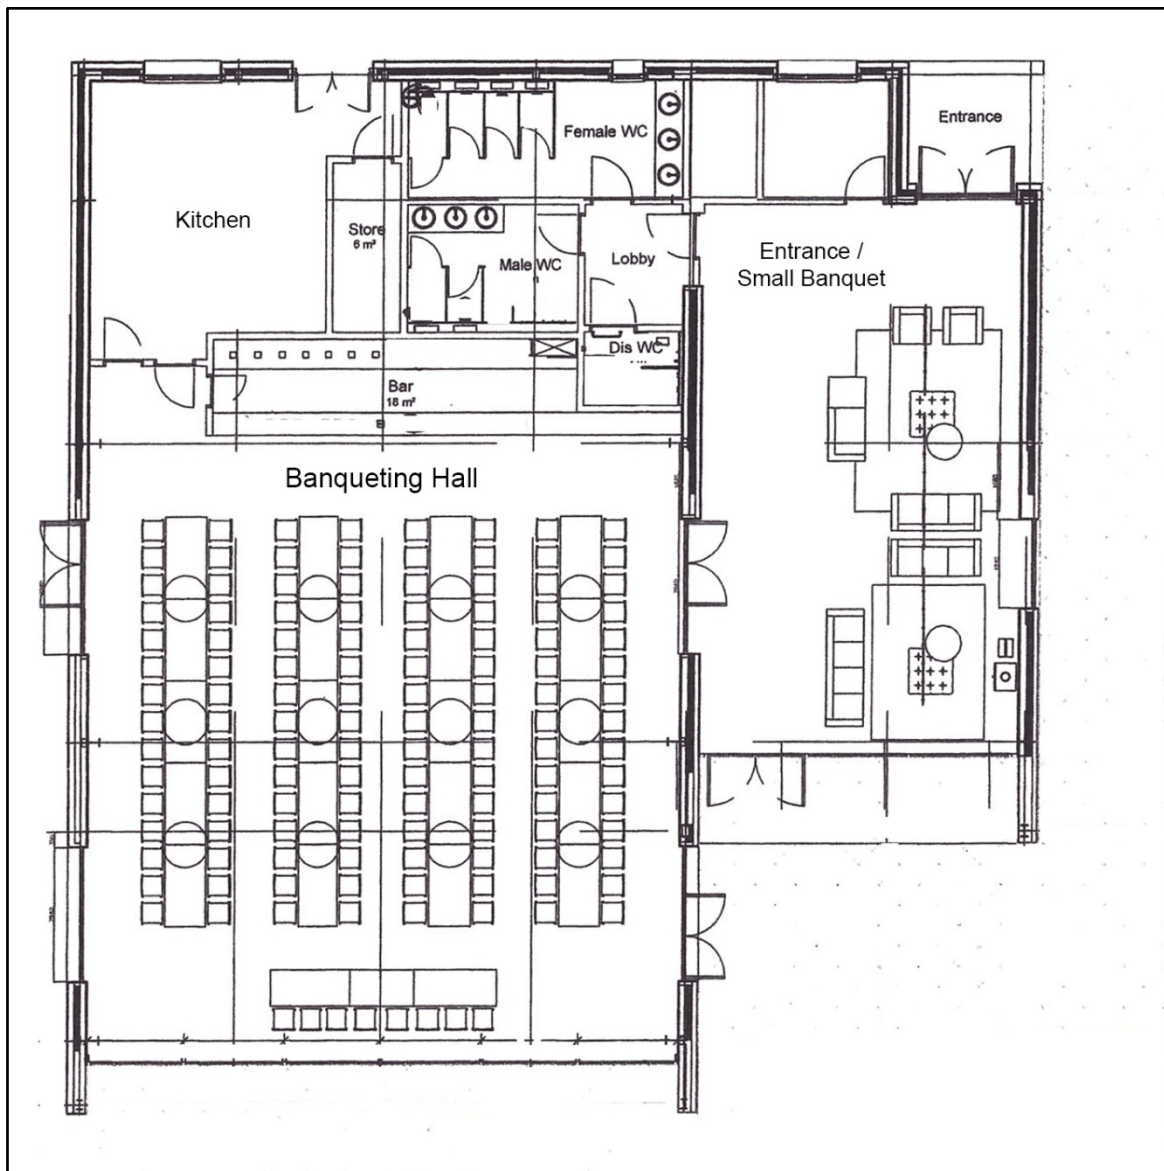 Entrance
Female WC
Kitchen
Store
6 m²
Male WC
Lobby
Entrance /
Small Banquet
Dis WC
Bar
18 m²
Banqueting Hall